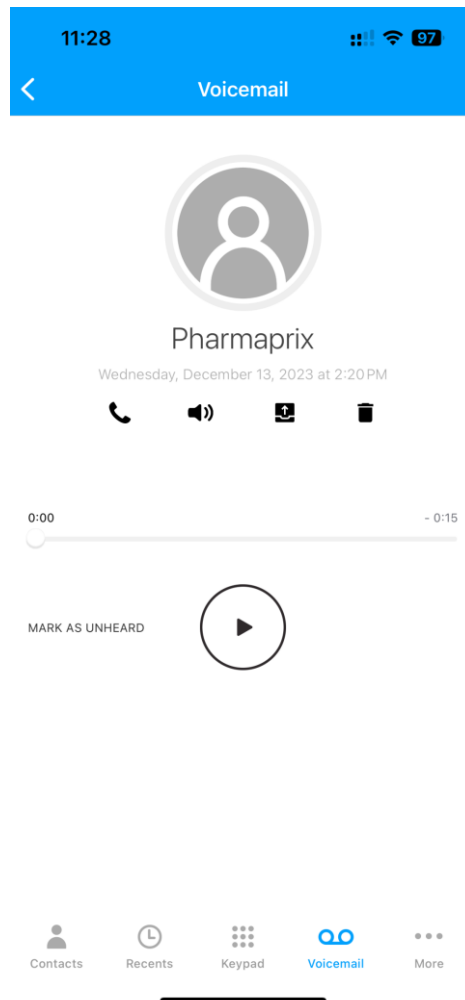 11:28
97
Voicemail
Pharmaprix
Wednesday, December 13, 2023 at 2:20 PM
0:00 - 0:15
MARK AS UNHEARD
Contacts Recents Keypad Voicemail More